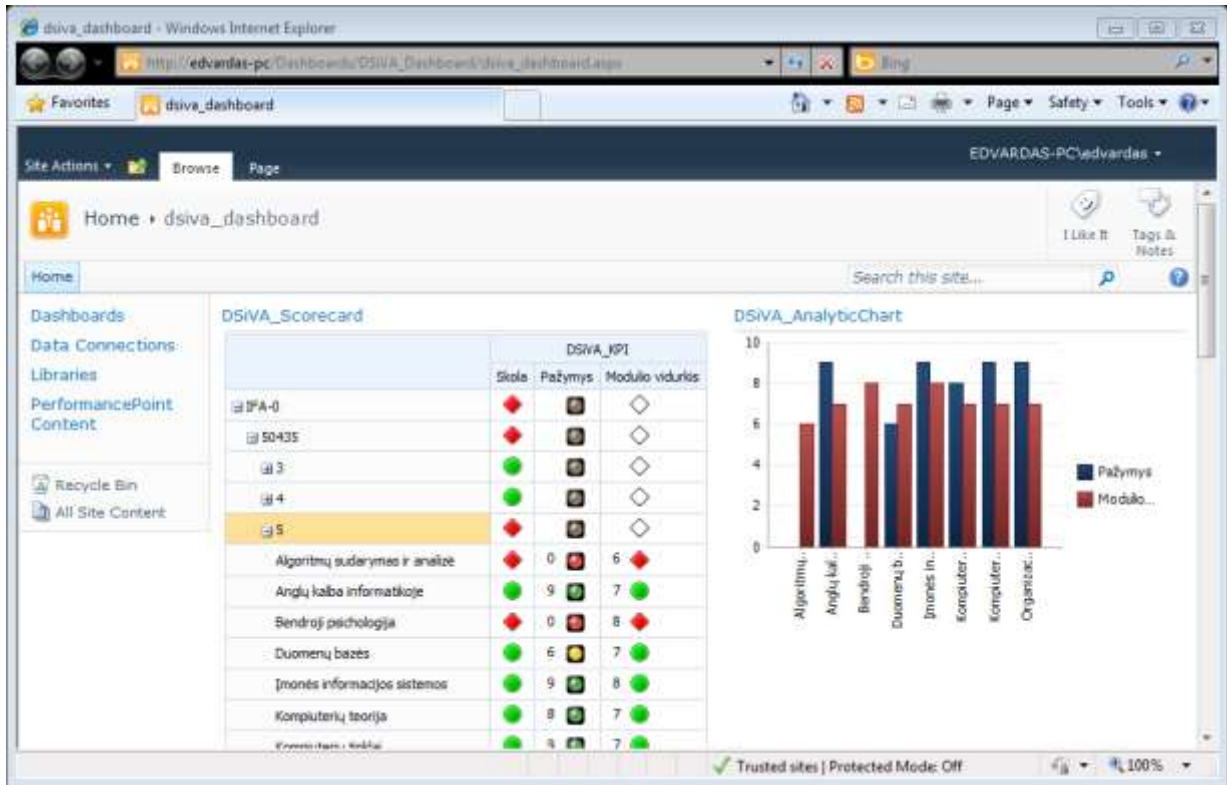 dsiva_dashboard - Windows Internet Explorer
http://edvardas-pc/Dashboards/DSiVA_Dashboard/dsiva_dashboard.aspx
Bing
Favorites
dsiva_dashboard
Page
Safety
Tools
EDVARDAS-PC\edvardas
Site Actions
Browse
Page
Home
dsiva_dashboard
I Like It
Tags & Notes
Home
Search this site...
Dashboards
Data Connections
Libraries
PerformancePoint
Content
Recycle Bin
All Site Content
DSiVA_Scorecard
DSiVA_KPI
Skola Pažymys Modulio vidurkis
IFA-0
50435
3
4
5
Algoritmų sudarymas ir analizė 0 6
Anglų kalba informatikoje 9 7
Bendroji psichologija 0 8
Duomenų bazės 6 7
Įmonės informacijos sistemos 9 8
Kompiuterių teorija 8 7
Kompiuterių tinklai 9 7
DSiVA_AnalyticChart
10
8
6
4
2
0
Algoritmų...
Anglų kal...
Bendroji ...
Duomenų b...
Įmonės in...
Kompiuter...
Kompiuter...
Organizac...
Pažymys
Modulio...
Trusted sites | Protected Mode: Off
100%